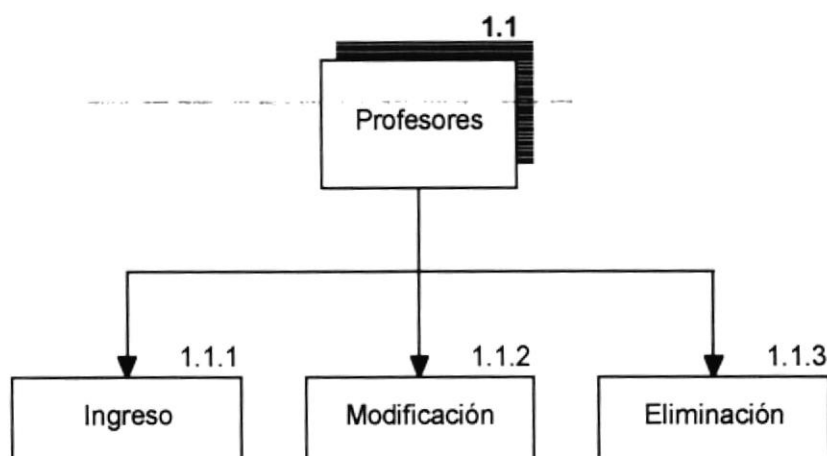 1.1
Profesores
1.1.1
1.1.2
1.1.3
Ingreso
Modificación
Eliminación